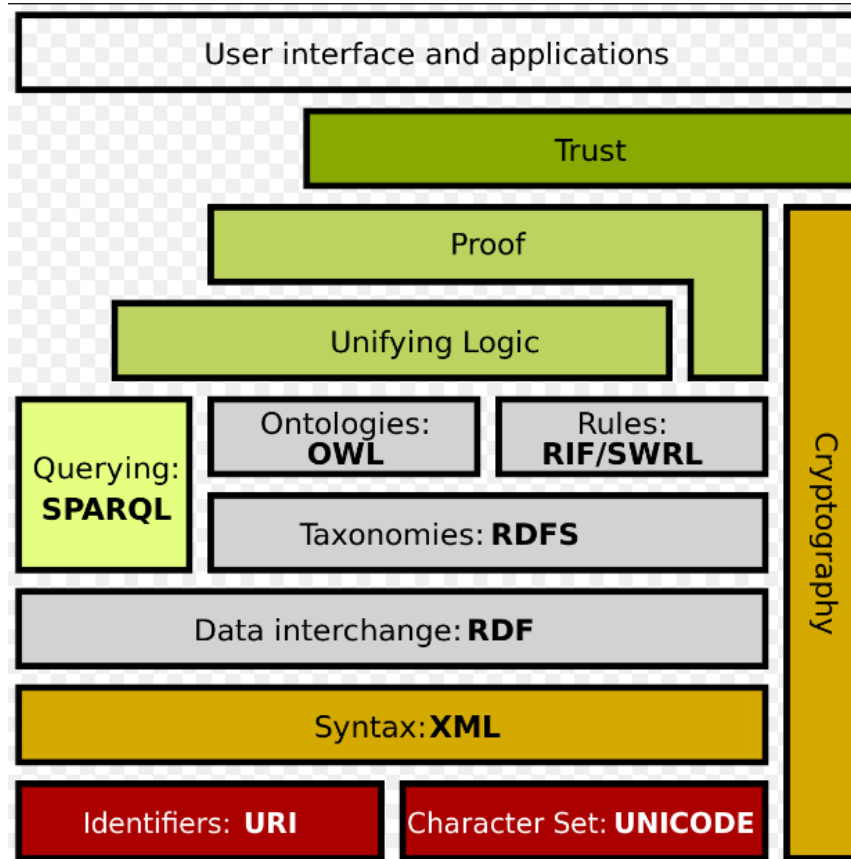 User interface and applications
Trust
Proof
Unifying Logic
Ontologies:
OWL
Rules:
RIF/SWRL
Querying:
SPARQL
Taxonomies: RDFS
Data interchange: RDF
Syntax: XML
Identifiers: URI
Character Set: UNICODE
Cryptography